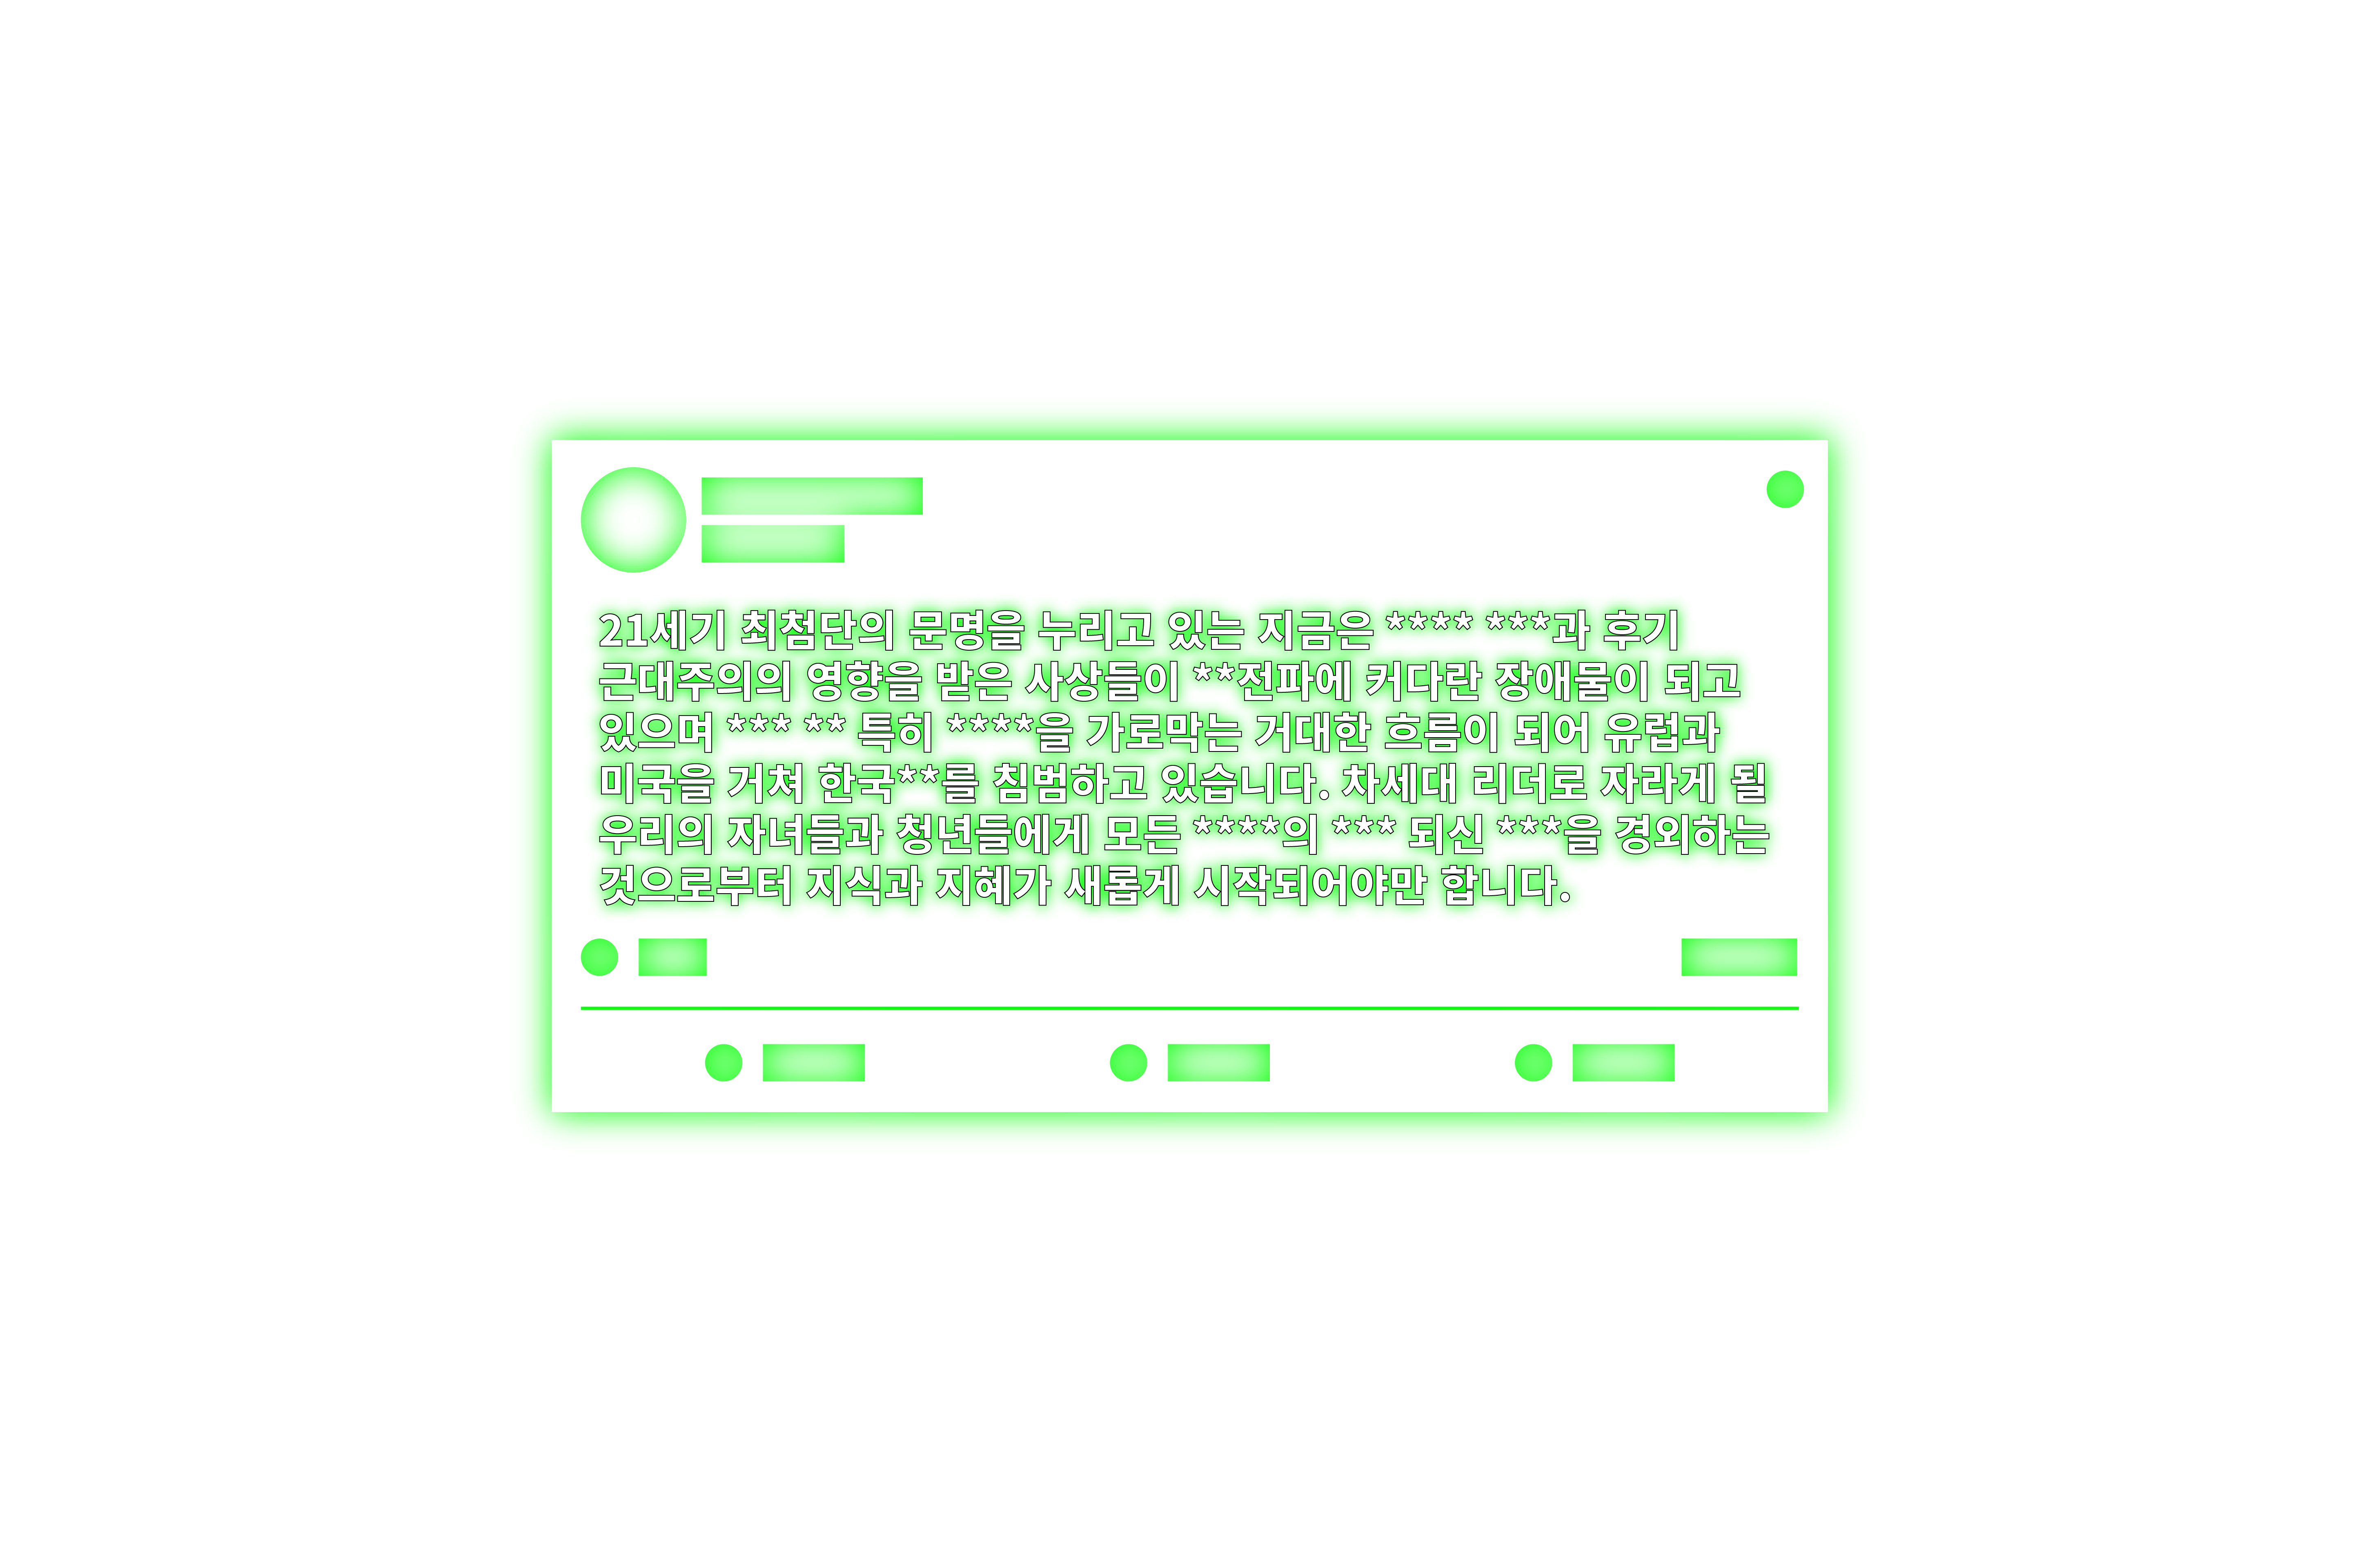 21세기 최첨단의 문명을 누리고 있는 지금은 **** ***과 후기
근대주의의 영향을 받은 사상들이 **전파에 커다란 장애물이 되고
있으며 *** ** 특히 ****을 가로막는 거대한 흐름이 되어 유럽과
미국을 거쳐 한국**를 침범하고 있습니다. 차세대 리더로 자라게 될
우리의 자녀들과 청년들에게 모든 ****의 *** 되신 ***을 경외하는
것으로부터 지식과 지혜가 새롭게 시작되어야만 합니다.